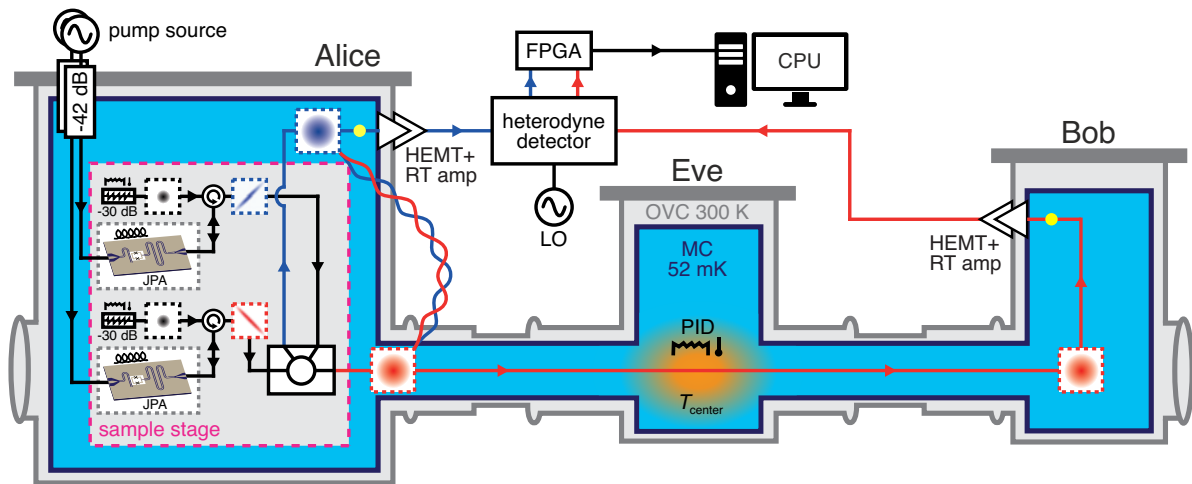 pump source
-42 dB
Alice
FPGA
CPU
heterodyne
detector
HEMT+
RT amp
LO
Eve
OVC 300 K
MC
52 mK
PID
T center
Bob
HEMT+
RT amp
-30 dB
JPA
-30 dB
JPA
sample stage